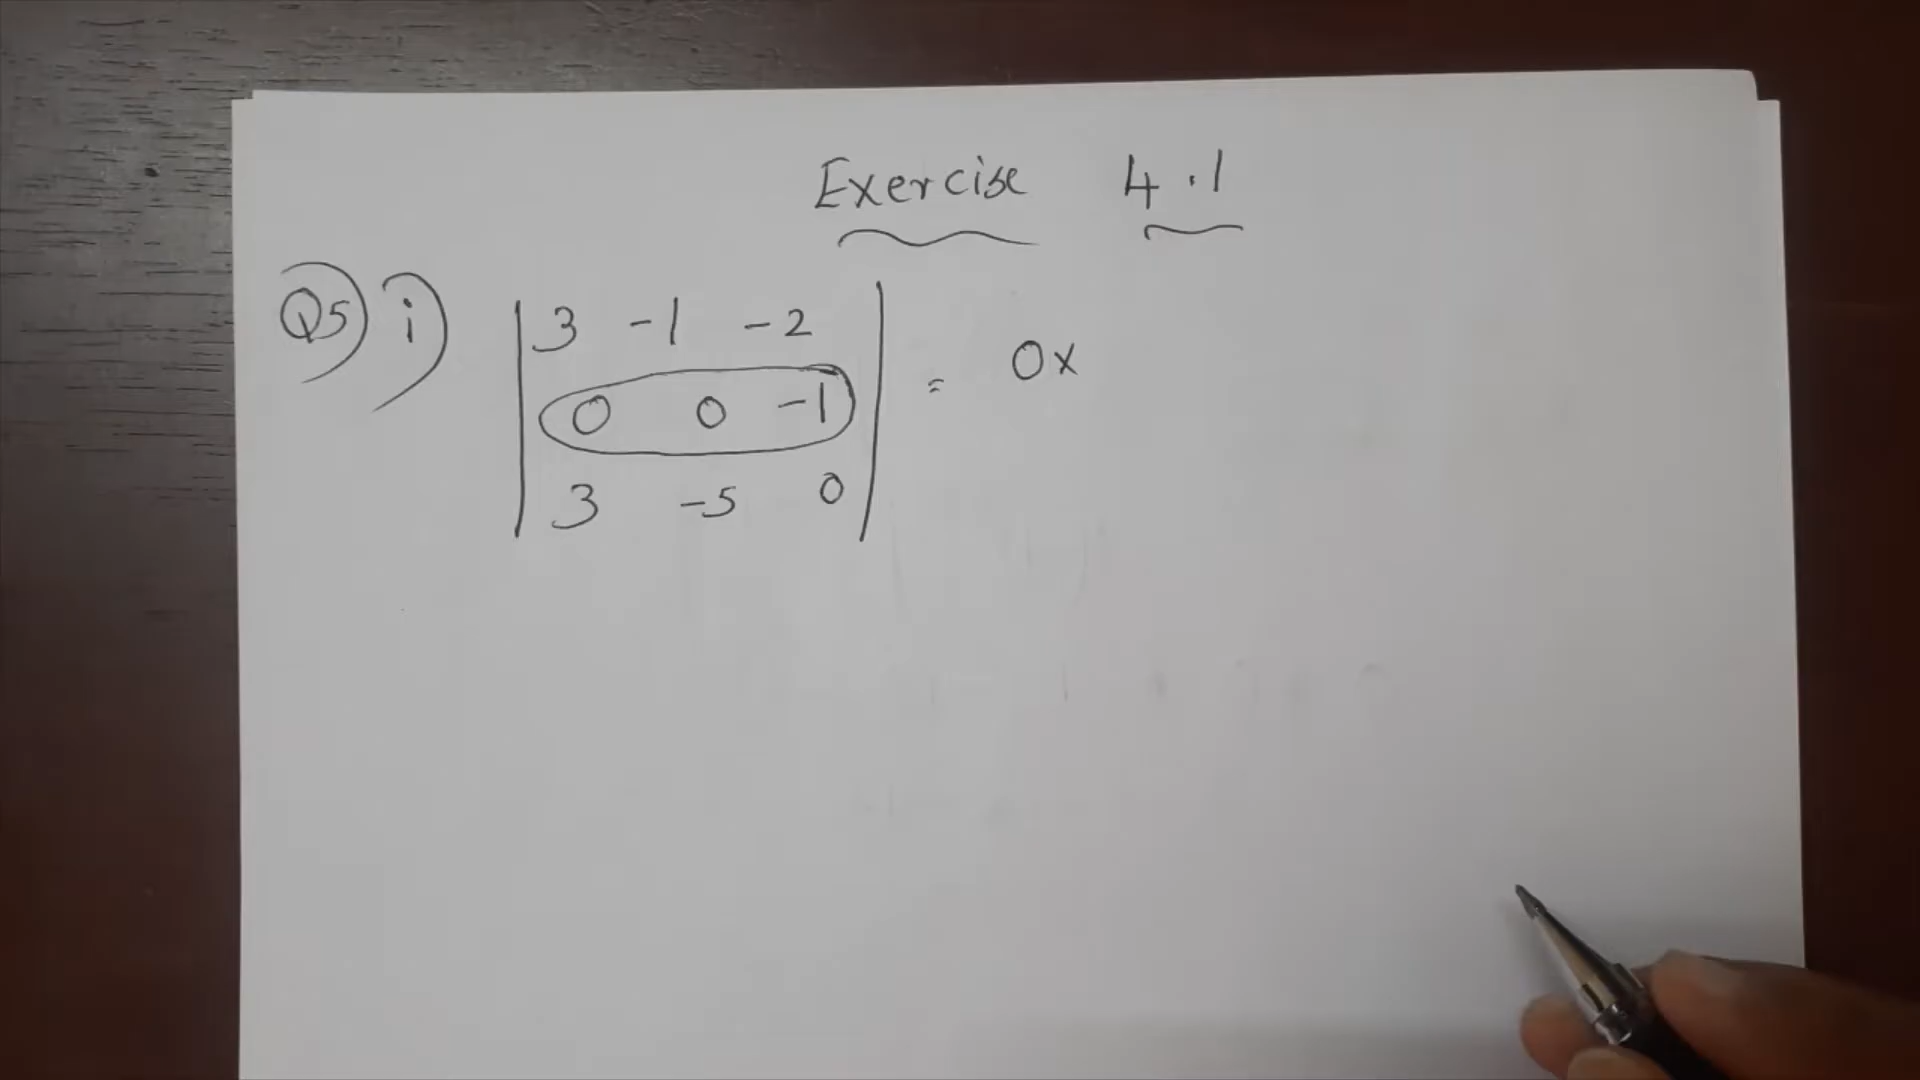 Exercise 4.1
Q5) i) | 3 -1 -2 |
| 0 0 -1 | = 0x
| 3 -5 0 |